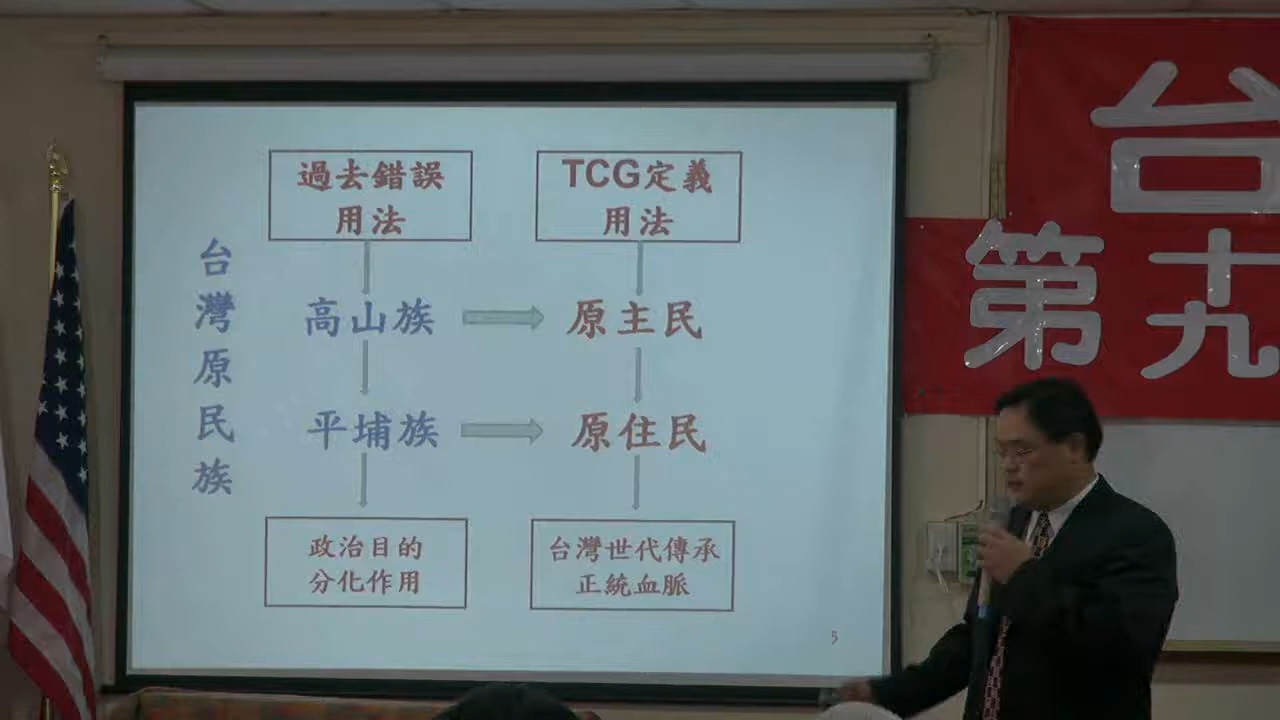 過去錯誤
用法
TCG定義
用法
台灣原民族
高山族
原主民
平埔族
原住民
政治目的
分化作用
台灣世代傳承
正統血脈
5
台
第十九